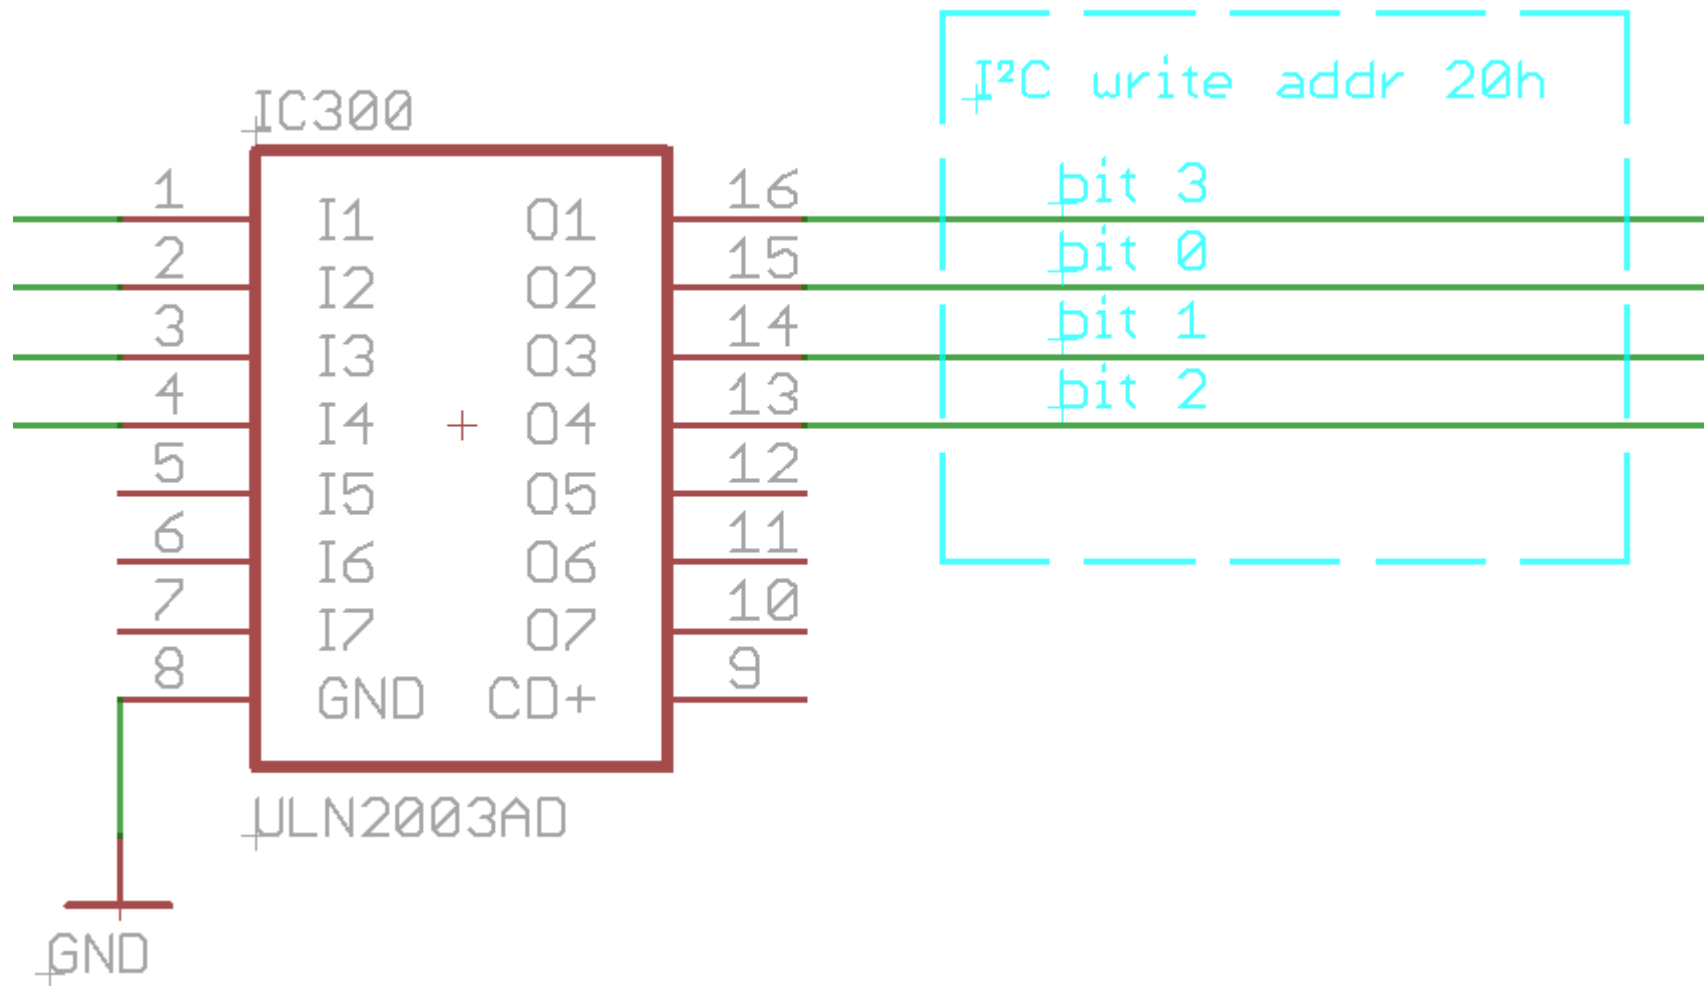 I²C write addr 20h
IC300
1 I1 O1 16 bit 3
2 I2 O2 15 bit 0
3 I3 O3 14 bit 1
4 I4 O4 13 bit 2
5 I5 O5 12
6 I6 O6 11
7 I7 O7 10
8 GND CD+ 9
ULN2003AD
GND